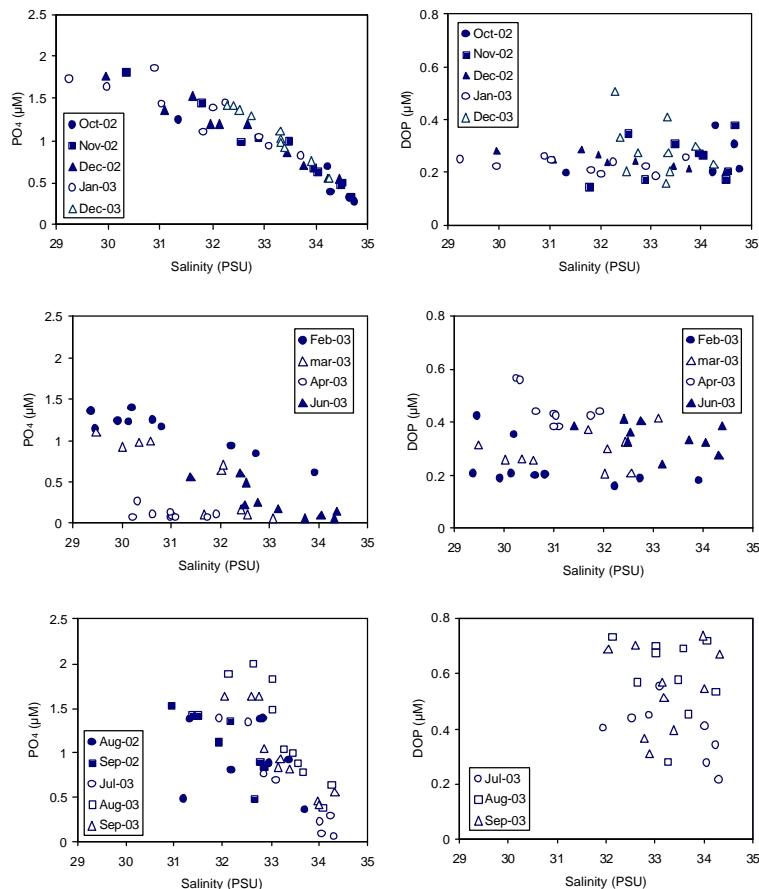 PO4 (µM)
2.5
2
1.5
1
0.5
0
Oct-02
Nov-02
Dec-02
Jan-03
Dec-03
29 30 31 32 33 34 35
Salinity (PSU)
DOP (µM)
0.8
0.6
0.4
0.2
0
Oct-02
Nov-02
Dec-02
Jan-03
Dec-03
29 30 31 32 33 34 35
Salinity (PSU)
PO4 (µM)
2.5
2
1.5
1
0.5
0
Feb-03
mar-03
Apr-03
Jun-03
29 30 31 32 33 34 35
Salinity (PSU)
DOP (µM)
0.8
0.6
0.4
0.2
0
Feb-03
mar-03
Apr-03
Jun-03
29 30 31 32 33 34 35
Salinity (PSU)
PO4 (µM)
2.5
2
1.5
1
0.5
0
Aug-02
Sep-02
Jul-03
Aug-03
Sep-03
29 30 31 32 33 34 35
Salinity (PSU)
DOP (µM)
0.8
0.6
0.4
0.2
0
Jul-03
Aug-03
Sep-03
29 30 31 32 33 34 35
Salinity (PSU)